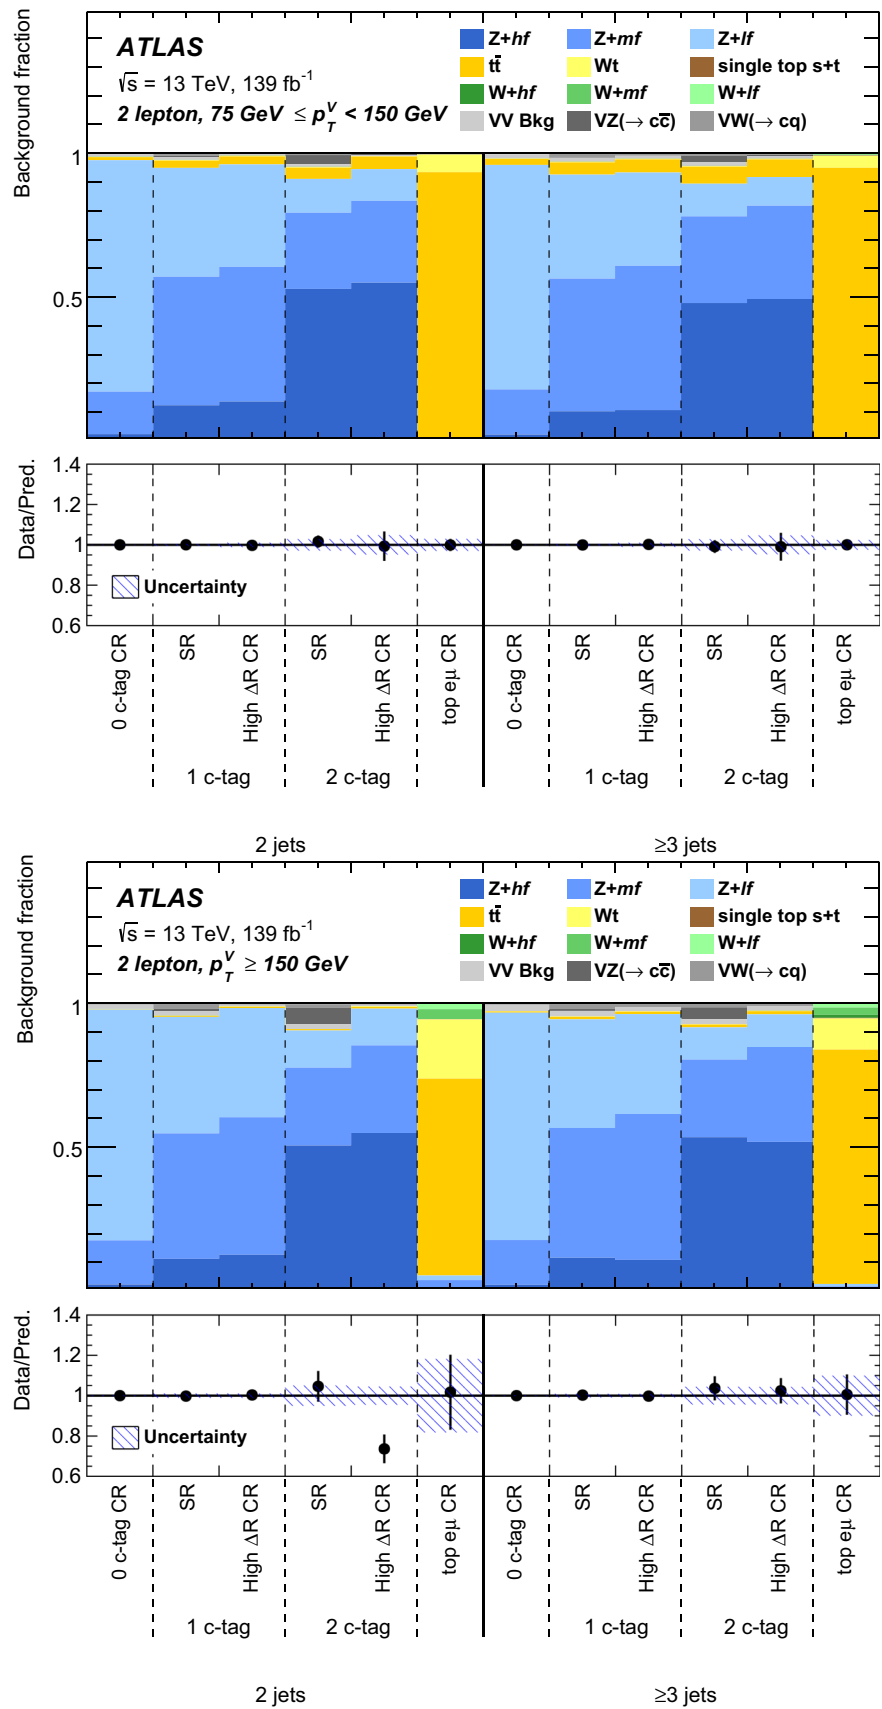 Background fraction
ATLAS
√s = 13 TeV, 139 fb⁻¹
2 lepton, 75 GeV ≤ p_T^V < 150 GeV
Z+hf Z+mf Z+lf
tt̄ Wt single top s+t
W+hf W+mf W+lf
VV Bkg VZ(→ cc̄) VW(→ cq)
1
0.5
Data/Pred.
1.4
1.2
1
0.8
0.6
Uncertainty
0 c-tag CR SR High ΔR CR SR High ΔR CR top eμ CR 0 c-tag CR SR High ΔR CR SR High ΔR CR top eμ CR
1 c-tag 2 c-tag 1 c-tag 2 c-tag
2 jets ≥3 jets
Background fraction
ATLAS
√s = 13 TeV, 139 fb⁻¹
2 lepton, p_T^V ≥ 150 GeV
Z+hf Z+mf Z+lf
tt̄ Wt single top s+t
W+hf W+mf W+lf
VV Bkg VZ(→ cc̄) VW(→ cq)
1
0.5
Data/Pred.
1.4
1.2
1
0.8
0.6
Uncertainty
0 c-tag CR SR High ΔR CR SR High ΔR CR top eμ CR 0 c-tag CR SR High ΔR CR SR High ΔR CR top eμ CR
1 c-tag 2 c-tag 1 c-tag 2 c-tag
2 jets ≥3 jets